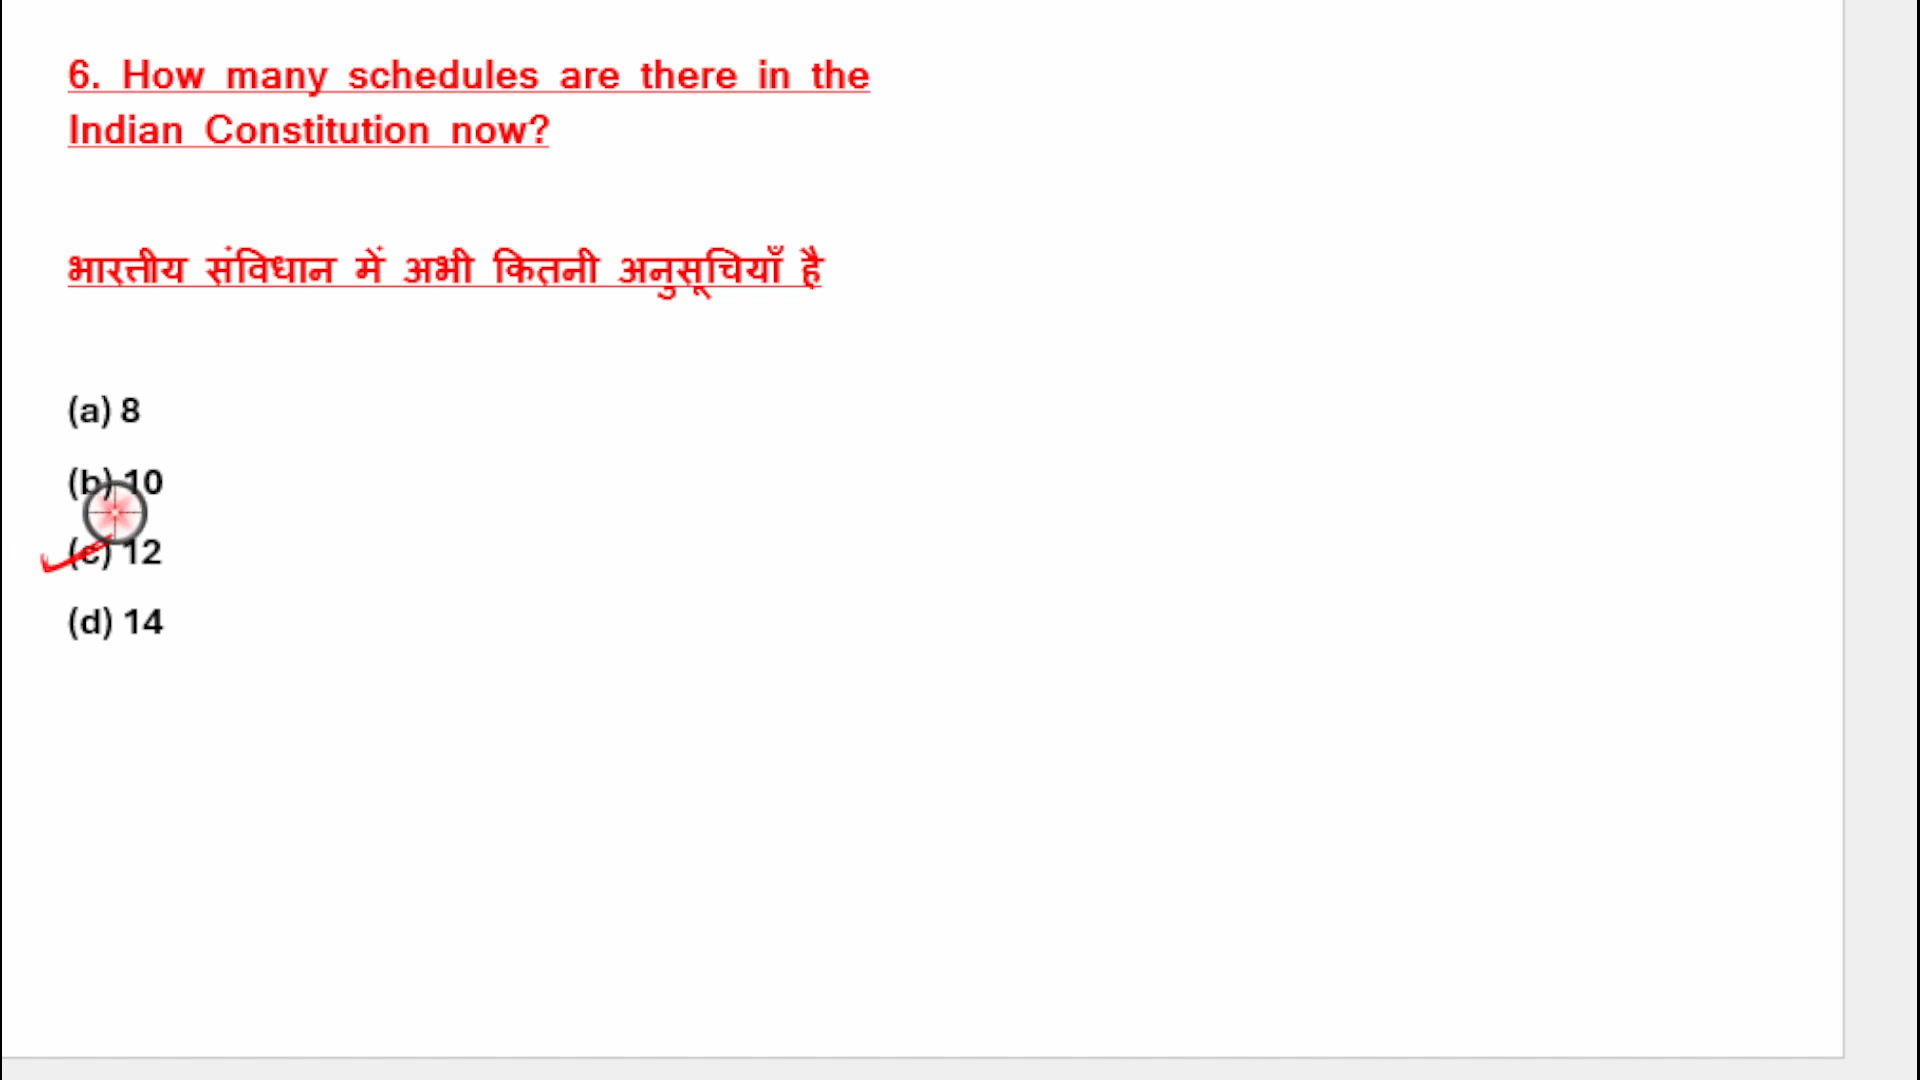 6. How many schedules are there in the
Indian Constitution now?
भारतीय संविधान में अभी कितनी अनुसूचियाँ है
(a) 8
(b) 10
(c) 12
(d) 14